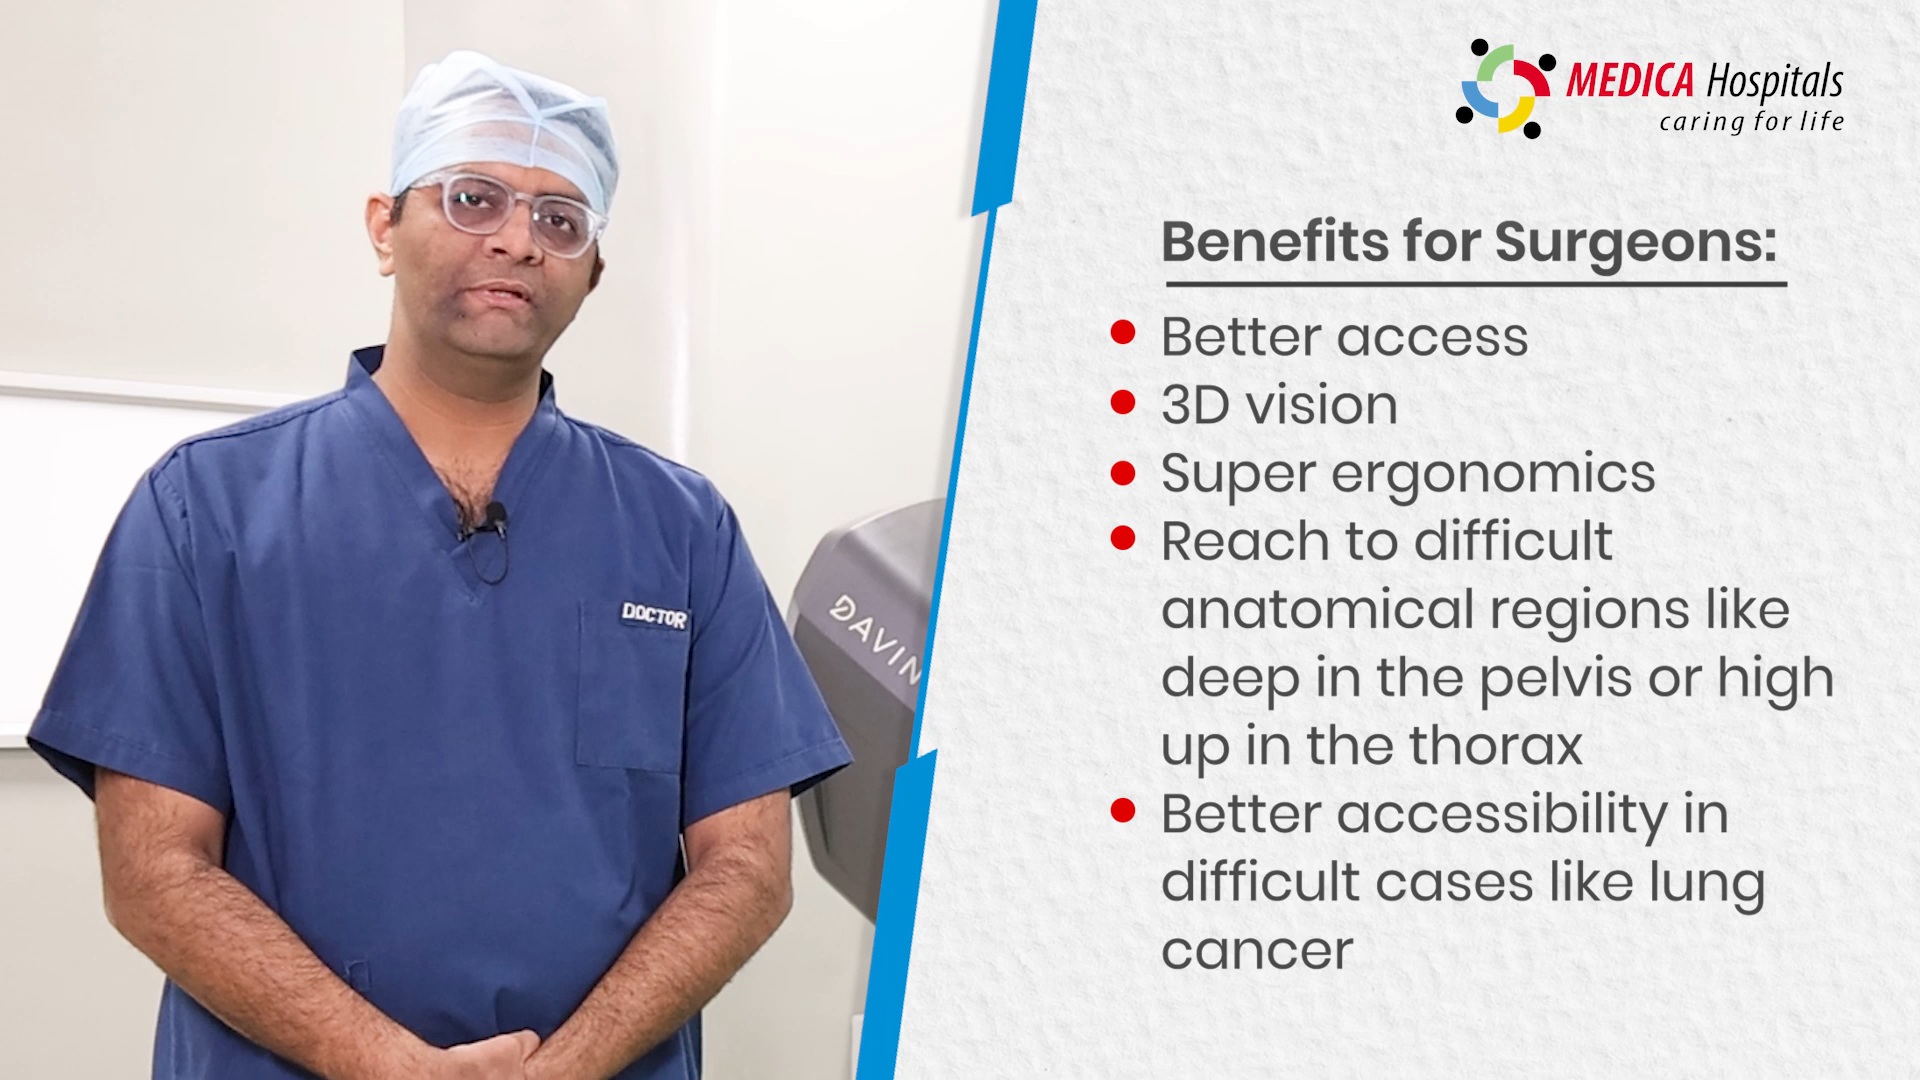 MEDICA Hospitals
caring for life
Benefits for Surgeons:
Better access
3D vision
Super ergonomics
Reach to difficult
anatomical regions like
deep in the pelvis or high
up in the thorax
Better accessibility in
difficult cases like lung
cancer
DOCTOR
DAVIN